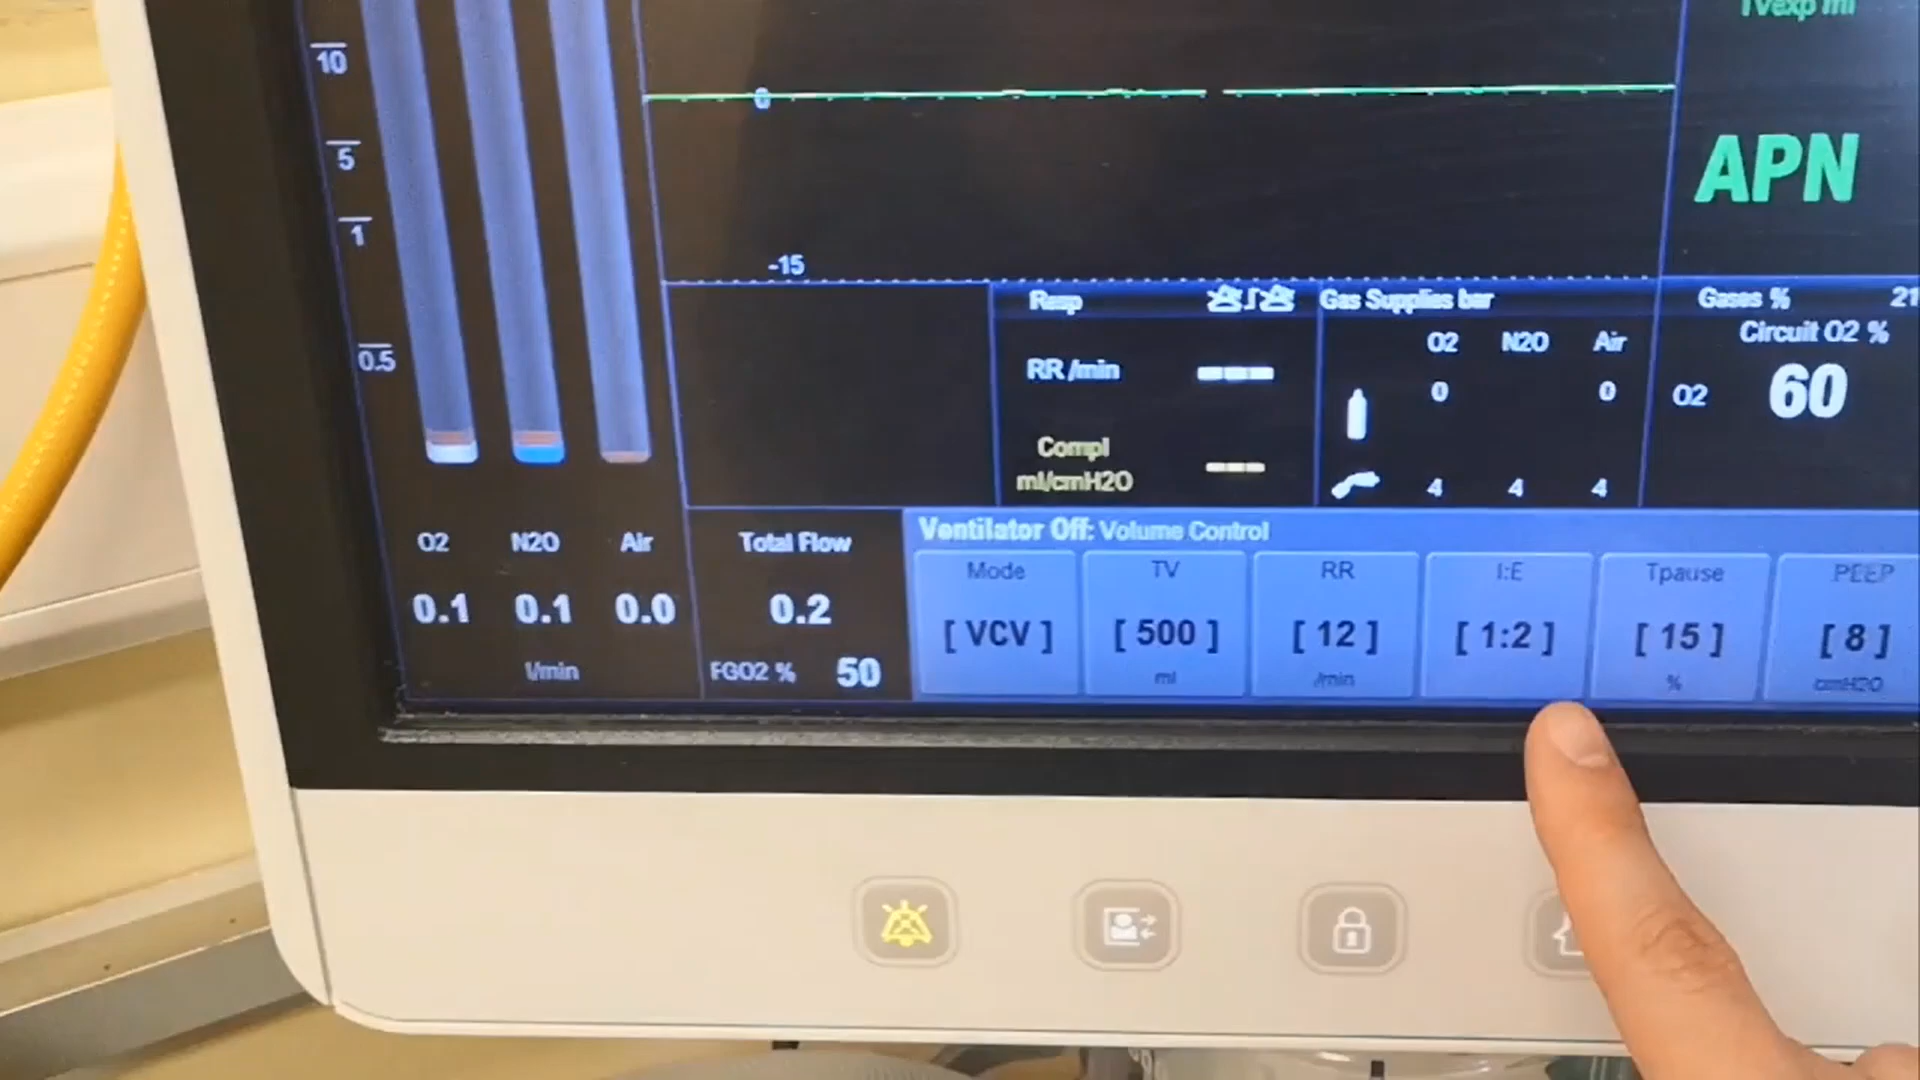 TVexp ml
10
0
5
APN
1
-15
Resp
Gas Supplies bar
Gases % 21
O2 N2O Air
Circuit O2 %
0.5
RR /min ---
0 0
O2 60
Compl
ml/cmH2O ---
4 4 4
Ventilator Off: Volume Control
O2 N2O Air
Total Flow
Mode TV RR I:E Tpause PEEP
0.1 0.1 0.0
0.2
[ VCV ] [ 500 ] [ 12 ] [ 1:2 ] [ 15 ] [ 8 ]
l/min
FGO2 % 50
ml /min % cmH2O